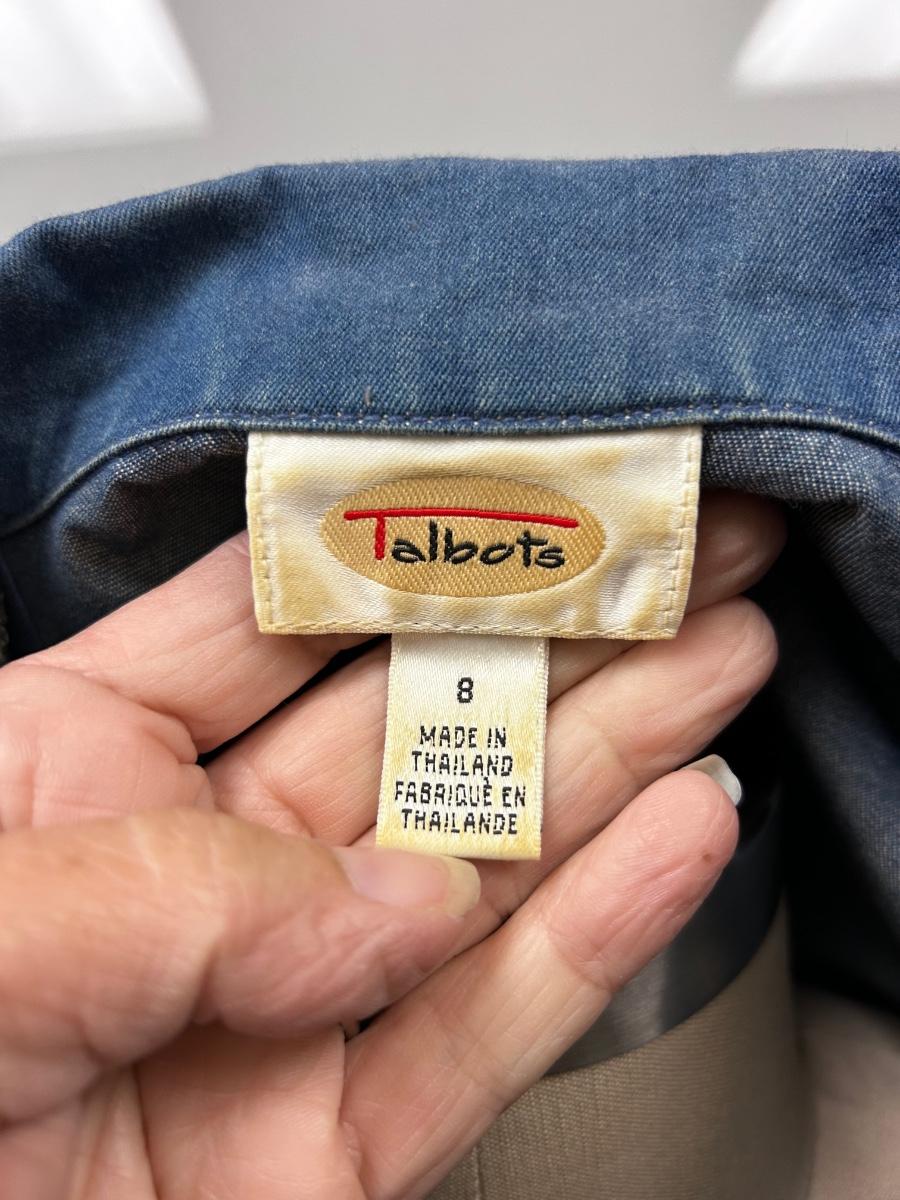 Talbots
8
MADE IN
THAILAND
FABRIQUÈ EN
THAILANDE